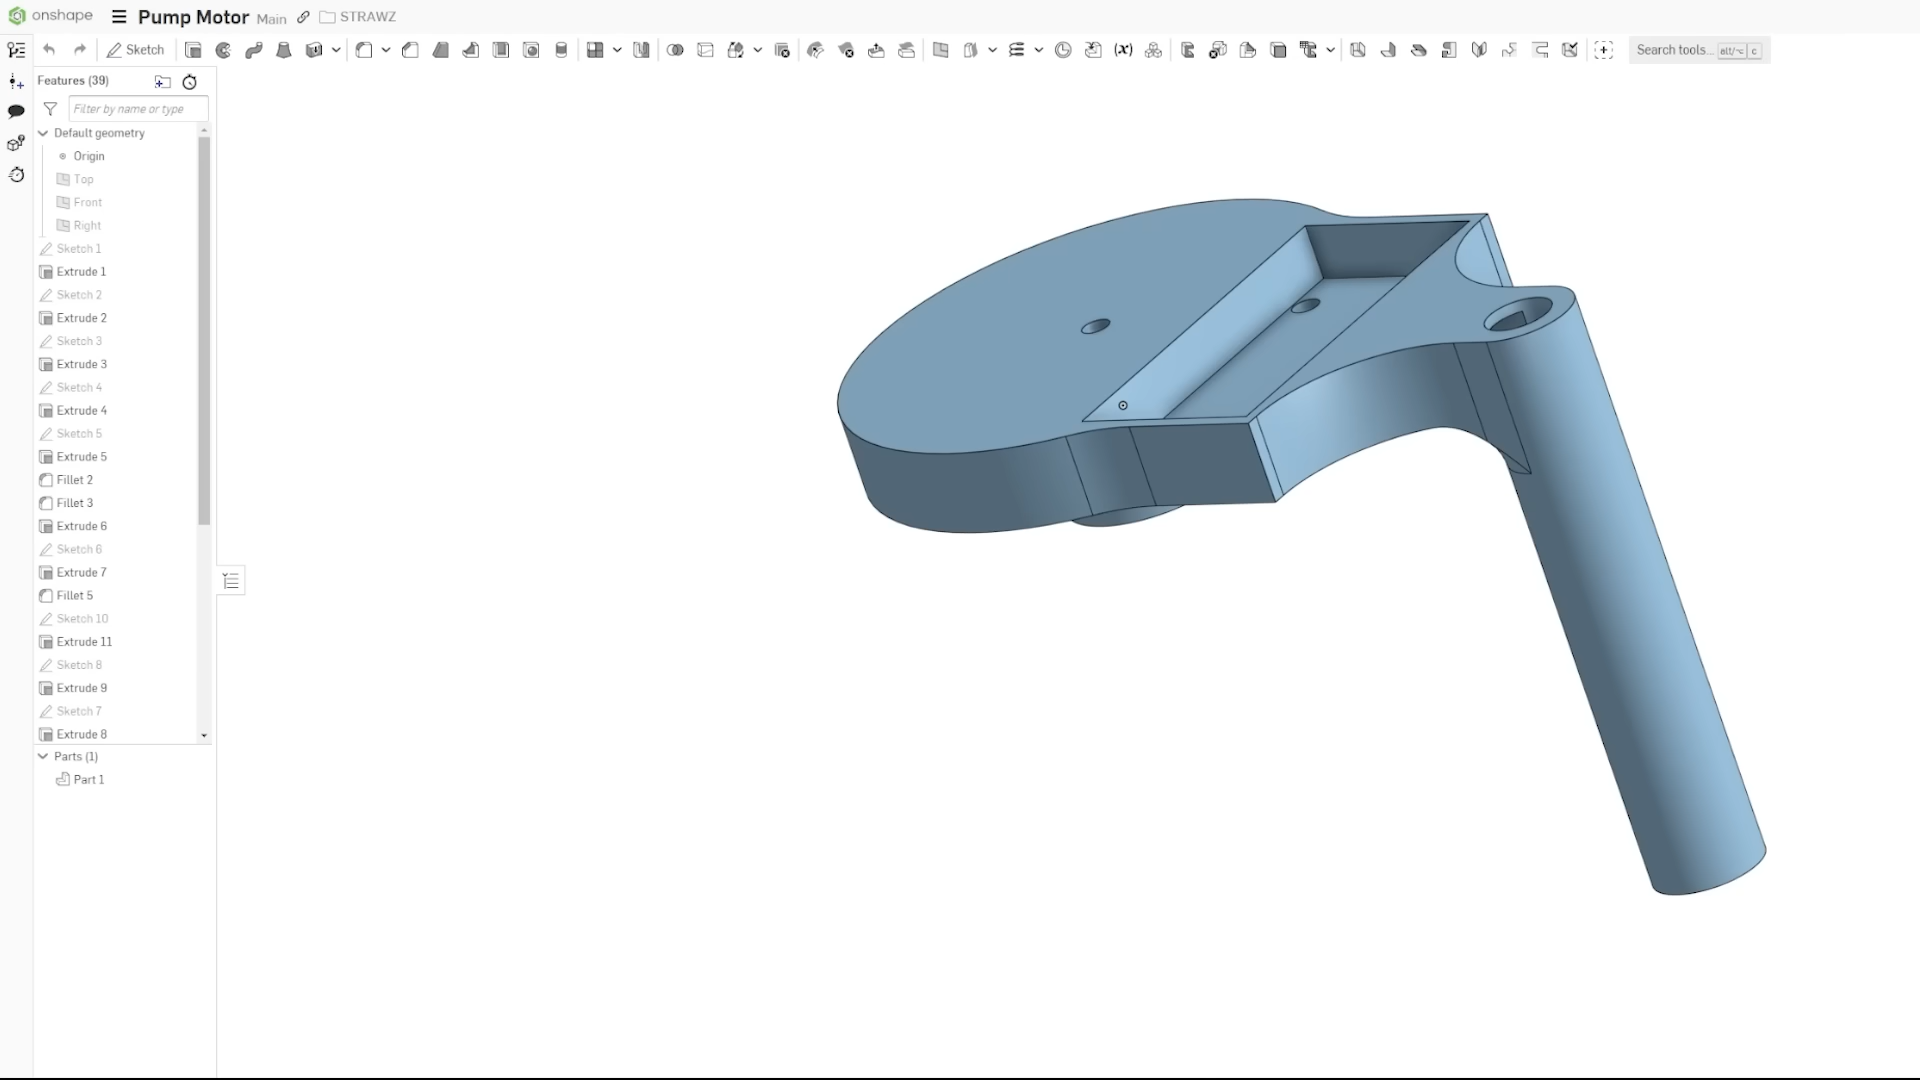 onshape Pump Motor Main STRAWZ
Sketch (x) Search tools... alt/⌥ c
Features (39)
Filter by name or type
Default geometry
Origin
Top
Front
Right
Sketch 1
Extrude 1
Sketch 2
Extrude 2
Sketch 3
Extrude 3
Sketch 4
Extrude 4
Sketch 5
Extrude 5
Fillet 2
Fillet 3
Extrude 6
Sketch 6
Extrude 7
Fillet 5
Sketch 10
Extrude 11
Sketch 8
Extrude 9
Sketch 7
Extrude 8
Parts (1)
Part 1